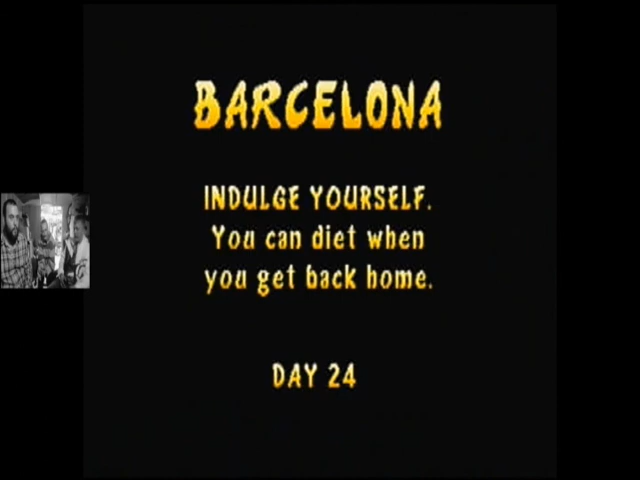 BARCELONA
INDULGE YOURSELF.
You can diet when
you get back home.
DAY 24